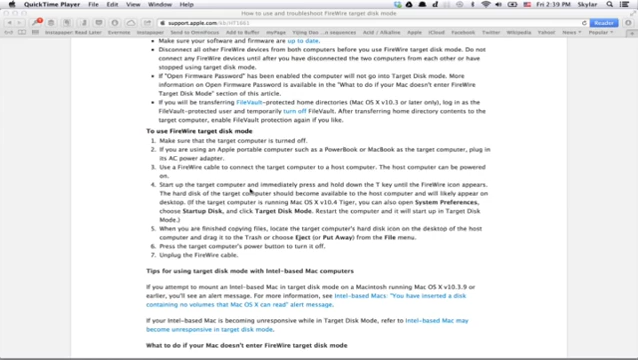 QuickTime Player File Edit View Window Help
Fri 2:39 PM Skylar
How to use and troubleshoot FireWire target disk mode
support.apple.com
Reader
Make sure your software and firmware are up to date.
Disconnect all other FireWire devices from both computers before you use FireWire target disk mode. Do not
connect any FireWire devices until after you have disconnected the two computers from each other or have
stopped using target disk mode.
If "Open Firmware Password" has been enabled the computer will not go into Target Disk mode. More
information on Open Firmware Password is available in the "What to do if your Mac doesn't enter FireWire
Target Disk Mode" section of this article.
If you will be transferring FileVault-protected home directories (Mac OS X v10.3 or later only), log in as the
FileVault-protected user and temporarily turn off FileVault. After transferring home directory contents to the
target computer, enable FileVault protection again if you like.
To use FireWire target disk mode
1. Make sure that the target computer is turned off.
2. If you are using an Apple portable computer such as a PowerBook or MacBook as the target computer, plug in
its AC power adapter.
3. Use a FireWire cable to connect the target computer to a host computer. The host computer can be powered
on.
4. Start up the target computer and immediately press and hold down the T key until the FireWire icon appears.
The hard disk of the target computer should become available to the host computer and will likely appear on
desktop. (If the target computer is running Mac OS X v10.4 Tiger, you can also open System Preferences,
choose Startup Disk, and click Target Disk Mode. Restart the computer and it will start up in Target Disk
Mode.)
5. When you are finished copying files, locate the target computer's hard disk icon on the desktop of the host
computer and drag it to the Trash or choose Eject (or Put Away) from the File menu.
6. Press the target computer's power button to turn it off.
7. Unplug the FireWire cable.
Tips for using target disk mode with Intel-based Mac computers
If you attempt to mount an Intel-based Mac in target disk mode on a Macintosh running Mac OS X v10.3.9 or
earlier, you'll see an alert message. For more information, see Intel-based Macs: "You have inserted a disk
containing no volumes that Mac OS X can read" alert message.
If your Intel-based Mac is becoming unresponsive while in Target Disk Mode, refer to Intel-based Mac may
become unresponsive in target disk mode.
What to do if your Mac doesn't enter FireWire target disk mode